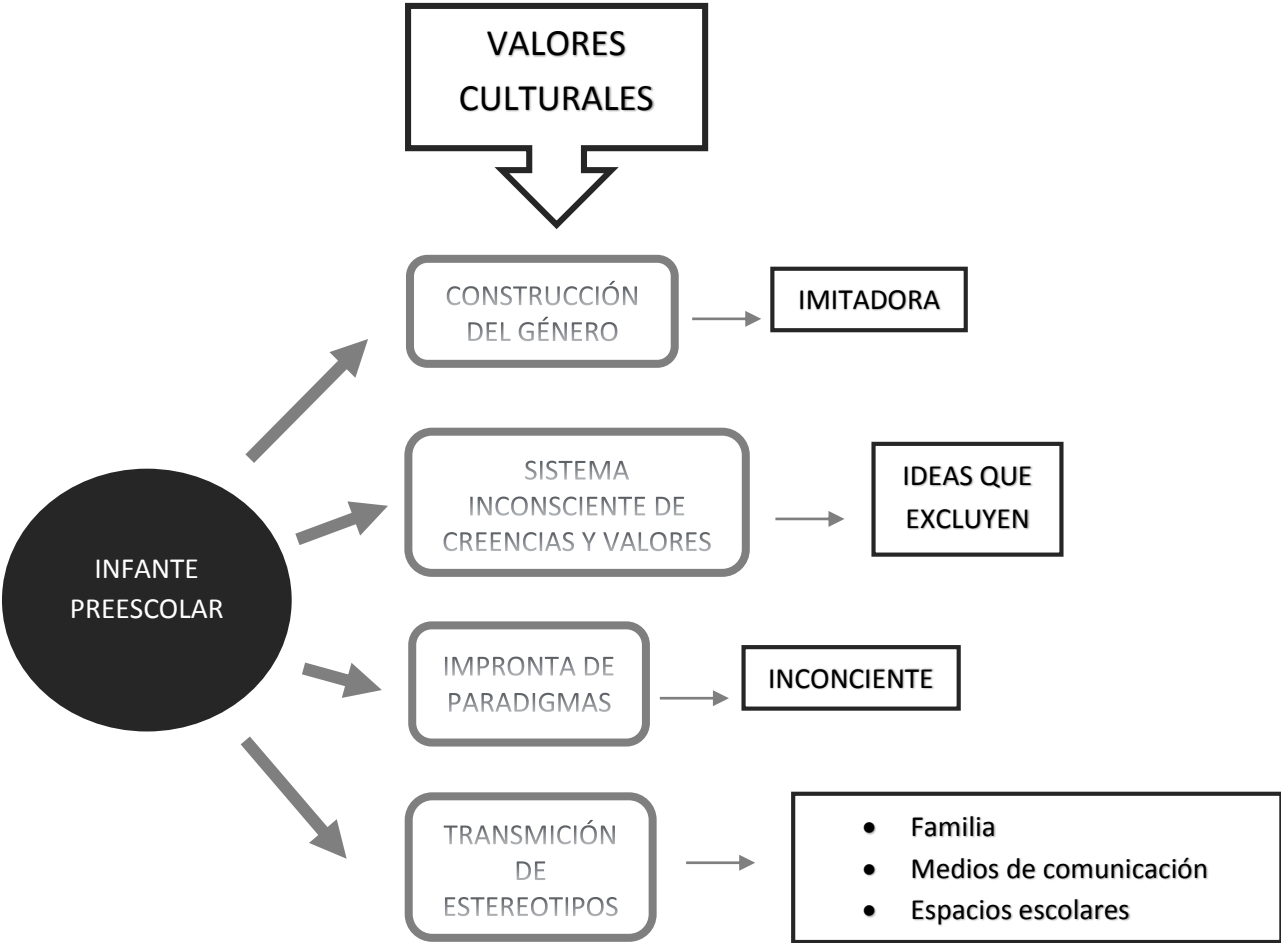 VALORES
CULTURALES
CONSTRUCCIÓN
DEL GÉNERO
IMITADORA
SISTEMA
INCONSCIENTE DE
CREENCIAS Y VALORES
IDEAS QUE
EXCLUYEN
INFANTE
PREESCOLAR
IMPRONTA DE
PARADIGMAS
INCONCIENTE
TRANSMICIÓN
DE
ESTEREOTIPOS
• Familia
• Medios de comunicación
• Espacios escolares